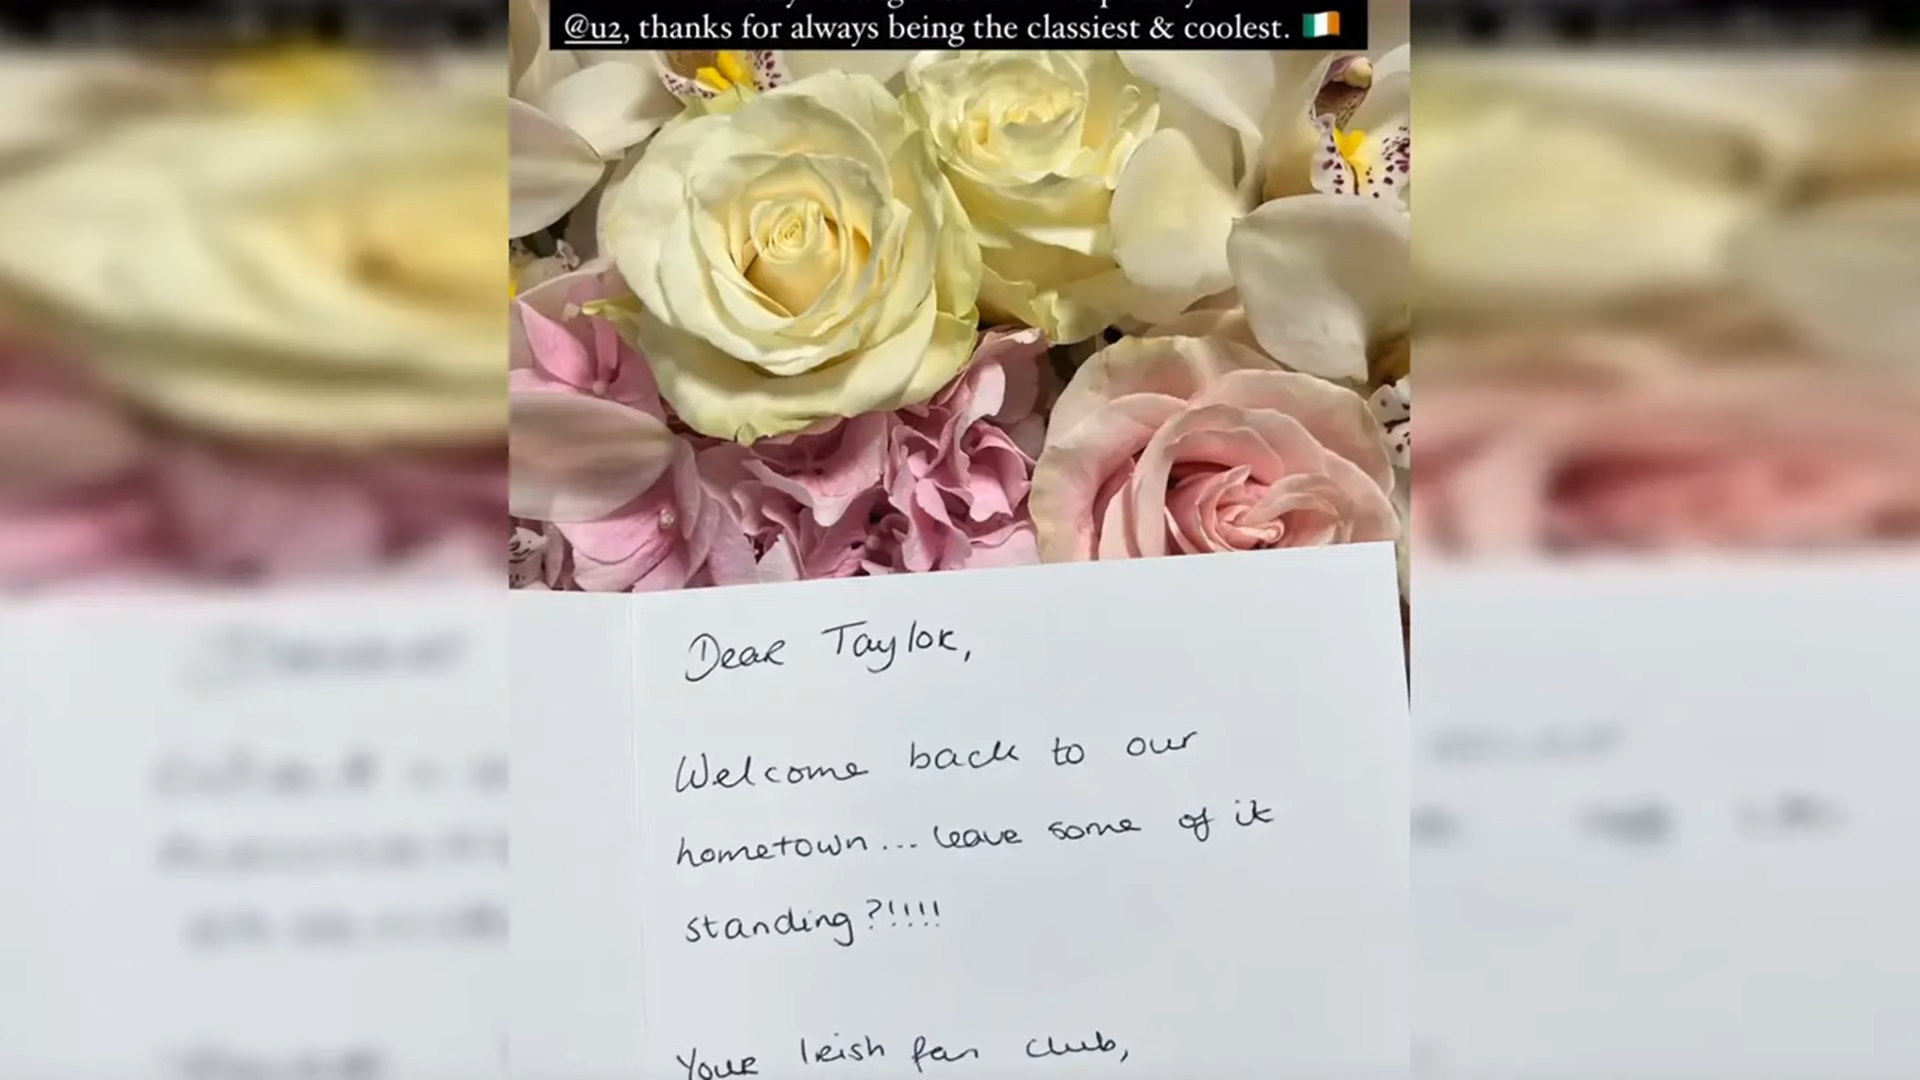 @u2, thanks for always being the classiest & coolest. 🇮🇪
Dear Taylor,
Welcome back to our
hometown... leave some of it
standing?!!!!
Your Irish fan club,